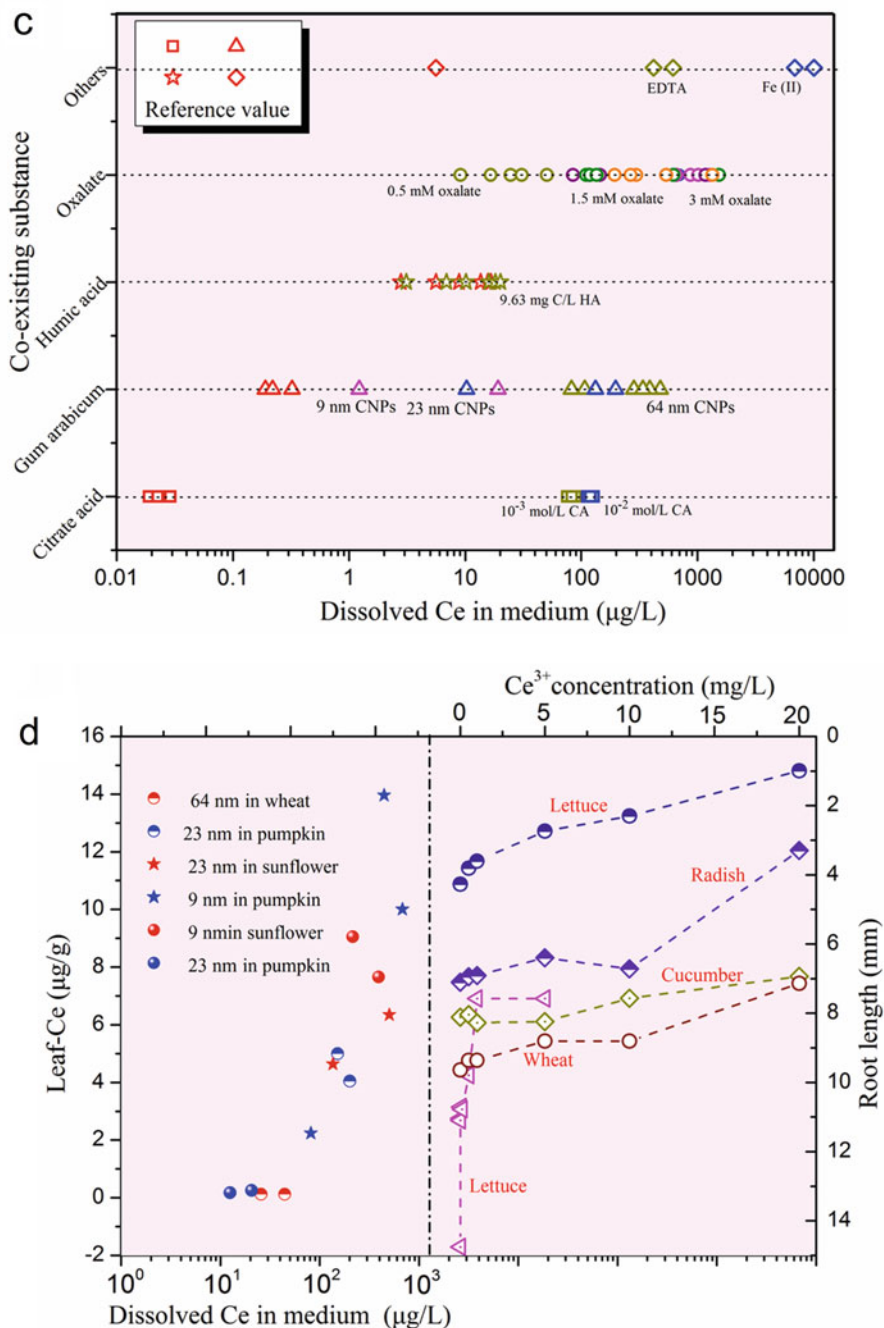 c
Reference value
Co-existing substance
Others
Oxalate
Humic acid
Gum arabicum
Citrate acid
EDTA
Fe (II)
0.5 mM oxalate
1.5 mM oxalate
3 mM oxalate
9.63 mg C/L HA
9 nm CNPs
23 nm CNPs
64 nm CNPs
10-3 mol/L CA
10-2 mol/L CA
0.01 0.1 1 10 100 1000 10000
Dissolved Ce in medium (µg/L)
d
Ce3+concentration (mg/L)
0 5 10 20
Leaf-Ce (µg/g)
16
14
12
10
8
6
4
2
0
-2
64 nm in wheat
23 nm in pumpkin
23 nm in sunflower
9 nm in pumpkin
9 nmin sunflower
23 nm in pumpkin
Lettuce
Radish
Cucumber
Wheat
Lettuce
0
2
4
6
8
10
12
14
Root length (mm)
100 101 102 103
Dissolved Ce in medium (µg/L)